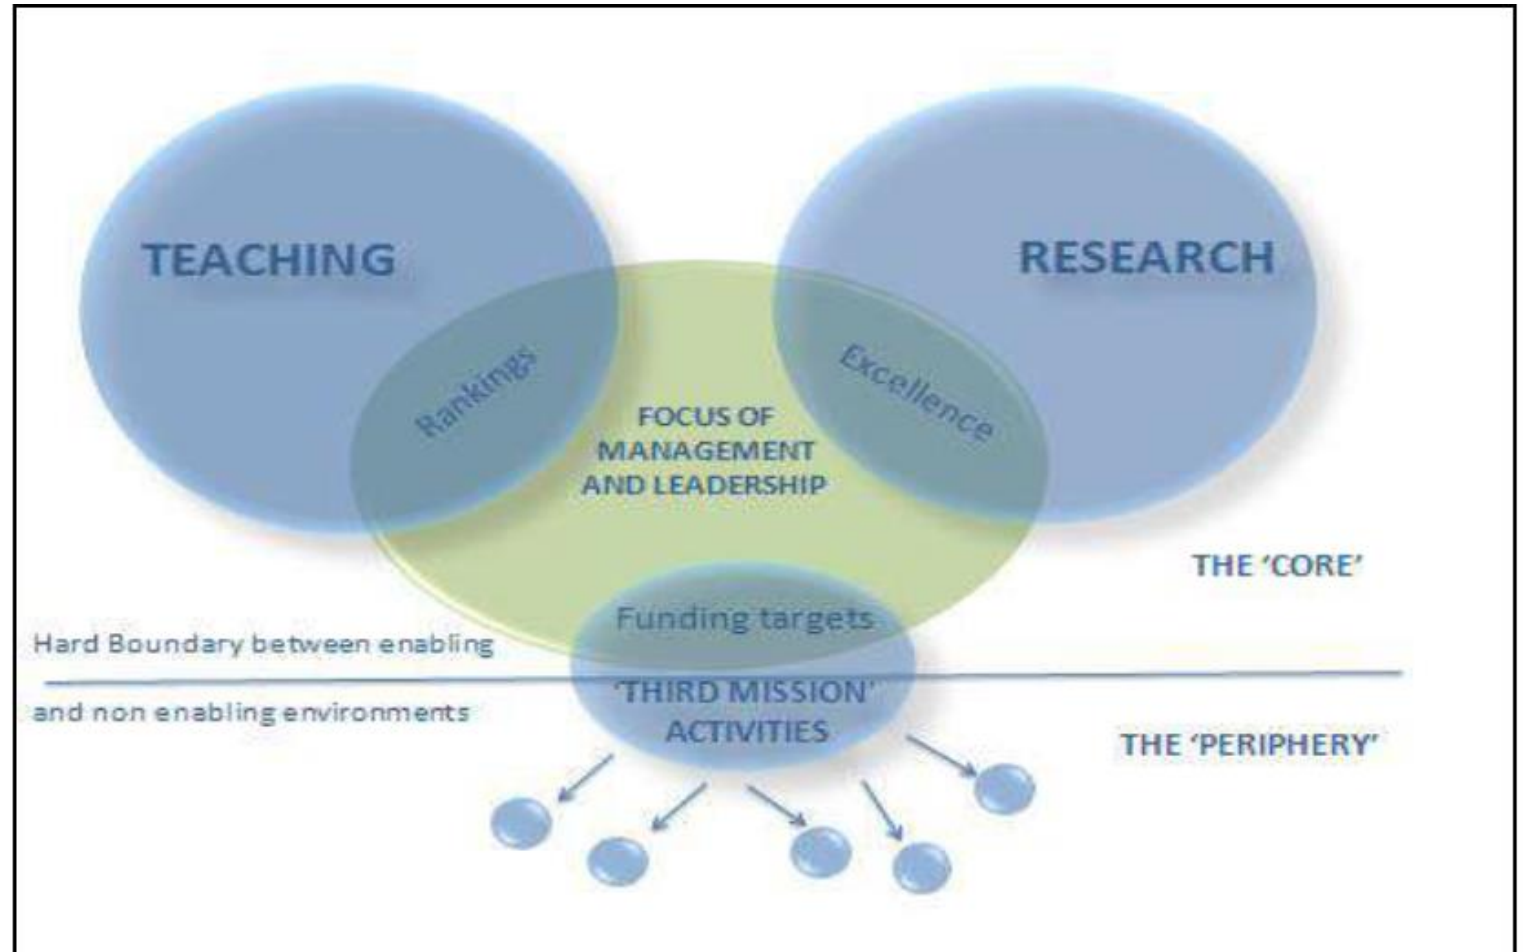 TEACHING
RESEARCH
Rankings
Excellence
FOCUS OF
MANAGEMENT
AND LEADERSHIP
THE ‘CORE’
Funding targets
Hard Boundary between enabling
and non enabling environments
‘THIRD MISSION’
ACTIVITIES
THE ‘PERIPHERY’